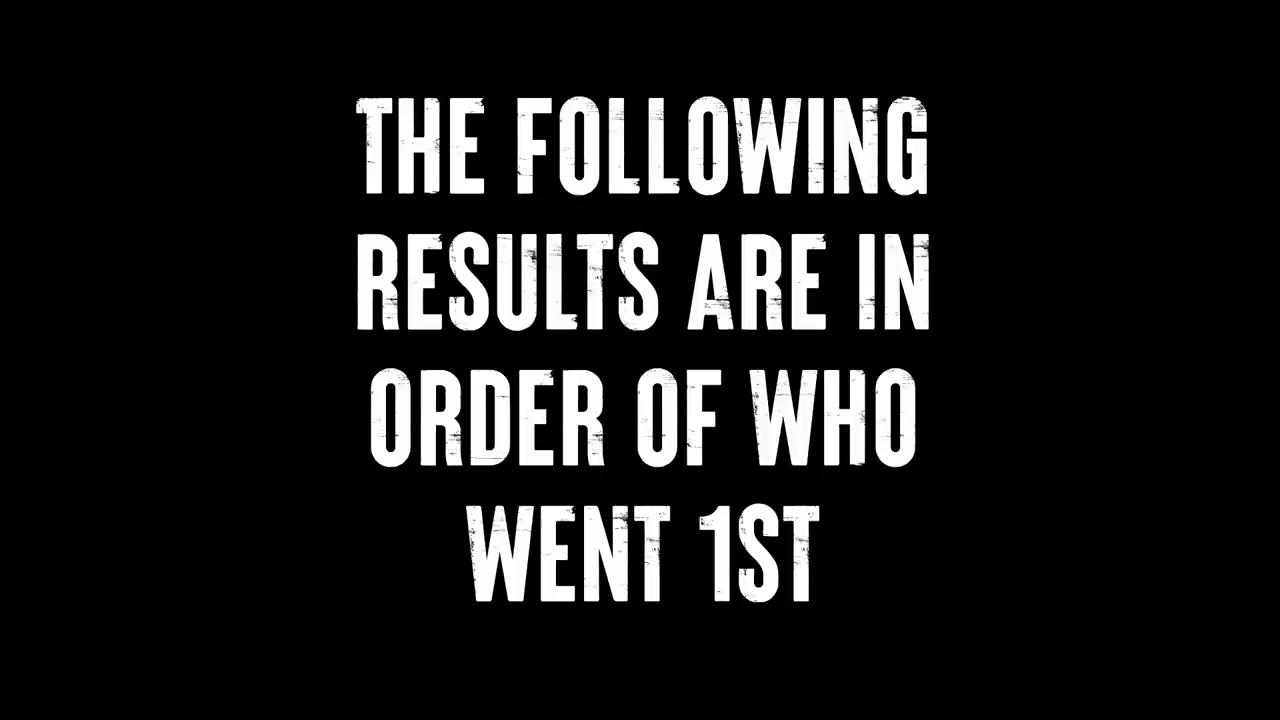 THE FOLLOWING
RESULTS ARE IN
ORDER OF WHO
WENT 1ST